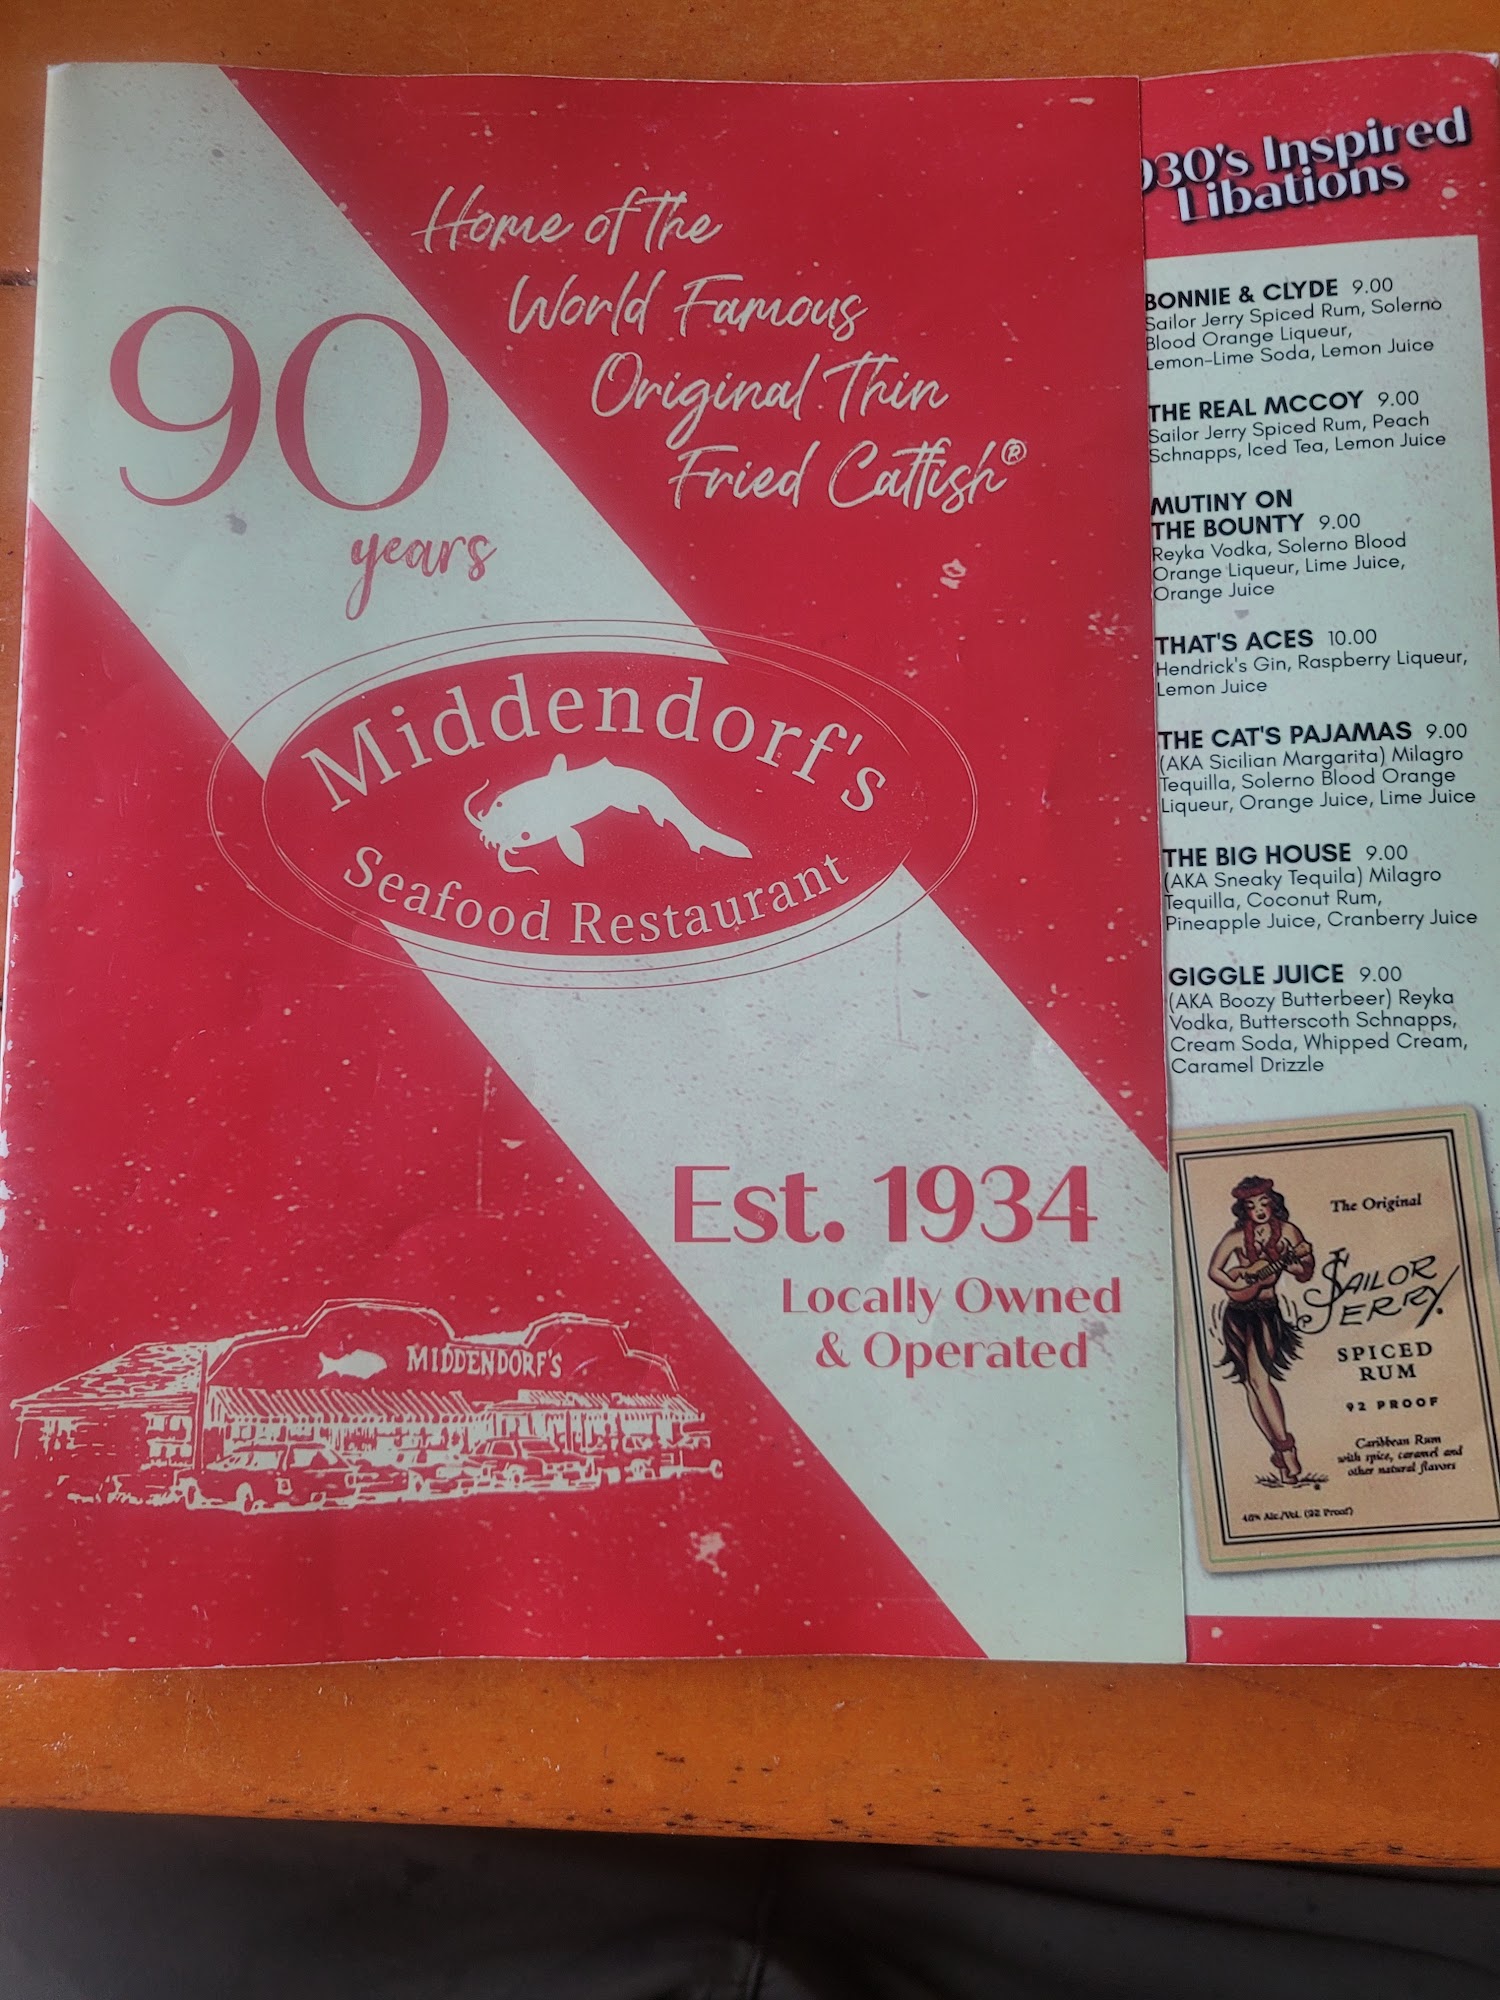 Home of the
World Famous
Original Thin
Fried Catfish®
90
years
Middendorf's
Seafood Restaurant
Est. 1934
Locally Owned
& Operated
MIDDENDORF'S
930's Inspired
Libations
BONNIE & CLYDE 9.00
Sailor Jerry Spiced Rum, Solerno
Blood Orange Liqueur,
Lemon-Lime Soda, Lemon Juice
THE REAL MCCOY 9.00
Sailor Jerry Spiced Rum, Peach
Schnapps, Iced Tea, Lemon Juice
MUTINY ON
THE BOUNTY 9.00
Reyka Vodka, Solerno Blood
Orange Liqueur, Lime Juice,
Orange Juice
THAT'S ACES 10.00
Hendrick's Gin, Raspberry Liqueur,
Lemon Juice
THE CAT'S PAJAMAS 9.00
(AKA Sicilian Margarita) Milagro
Tequilla, Solerno Blood Orange
Liqueur, Orange Juice, Lime Juice
THE BIG HOUSE 9.00
(AKA Sneaky Tequila) Milagro
Tequilla, Coconut Rum,
Pineapple Juice, Cranberry Juice
GIGGLE JUICE 9.00
(AKA Boozy Butterbeer) Reyka
Vodka, Butterscoth Schnapps,
Cream Soda, Whipped Cream,
Caramel Drizzle
The Original
SAILOR
JERRY
SPICED
RUM
92 PROOF
Caribbean Rum
with spice, caramel and
other natural flavors
46% Alc./Vol. (92 Proof)